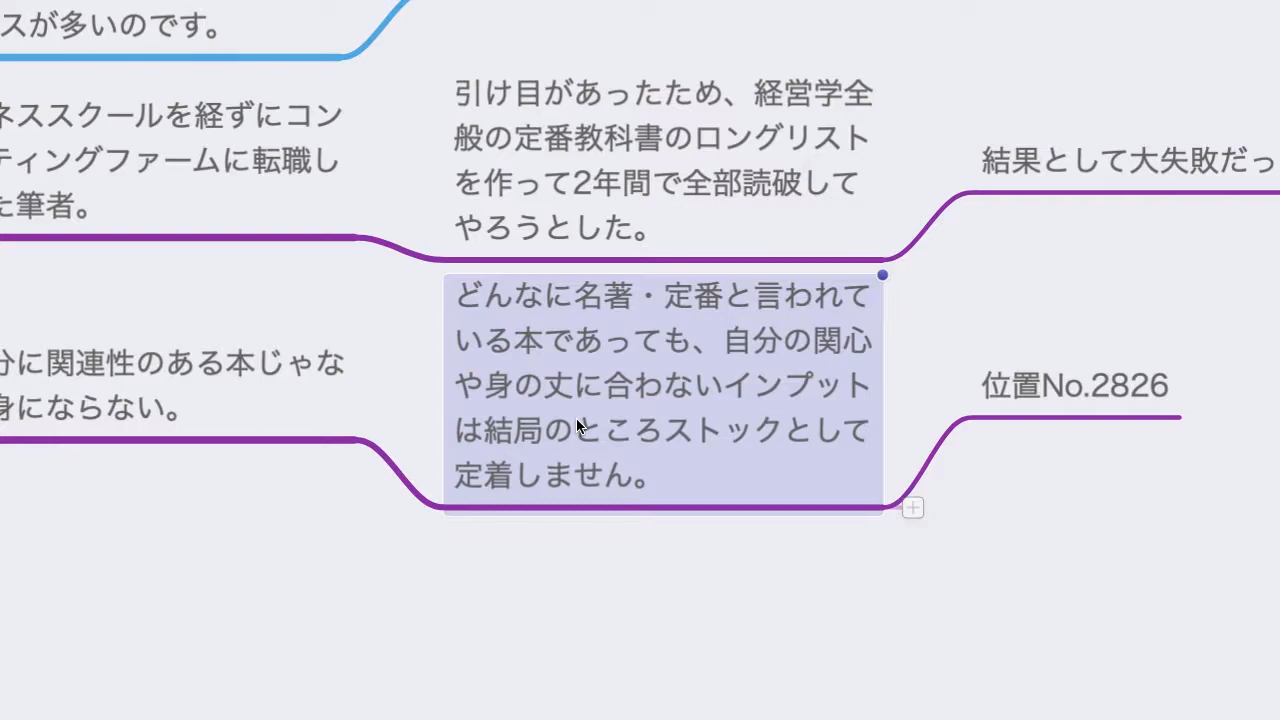 スが多いのです。
ネススクールを経ずにコン
ティングファームに転職し
た筆者。
引け目があったため、経営学全
般の定番教科書のロングリスト
を作って2年間で全部読破して
やろうとした。
結果として大失敗だっ
分に関連性のある本じゃな
身にならない。
どんなに名著・定番と言われて
いる本であっても、自分の関心
や身の丈に合わないインプット
は結局のところストックとして
定着しません。
位置No.2826